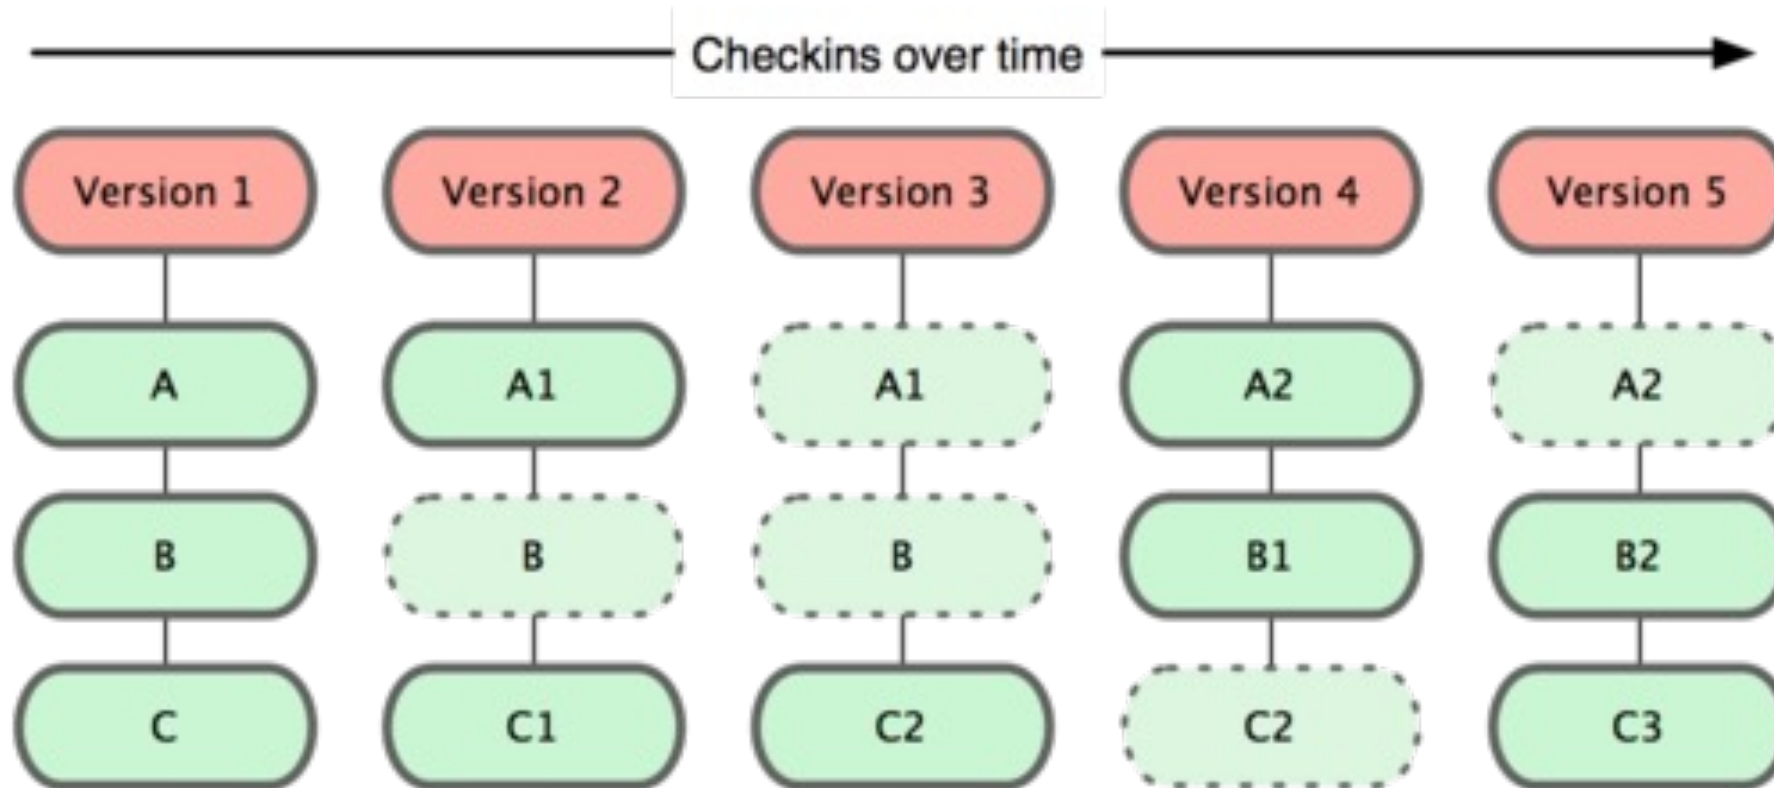 Checkins over time
Version 1 Version 2 Version 3 Version 4 Version 5
A A1 A1 A2 A2
B B B B1 B2
C C1 C2 C2 C3